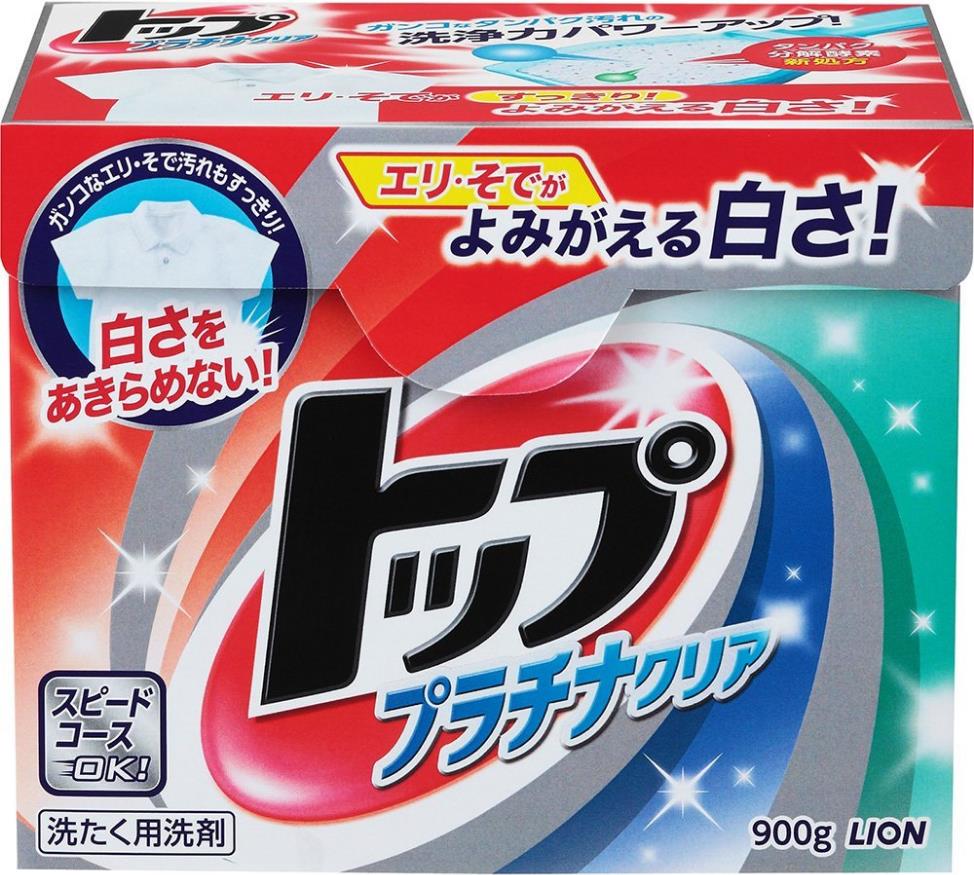 トップ
プラチナクリア
ガンコなタンパク汚れの
洗浄力パワーアップ!
タンパク
分解酵素
新処方
エリ・そでが すっきり!
よみがえる白さ!
ガンコなエリ・そで汚れもすっきり!
エリ・そでが
よみがえる白さ!
白さを
あきらめない!
トップ
プラチナクリア
スピード
コース
OK!
洗たく用洗剤
900g LION